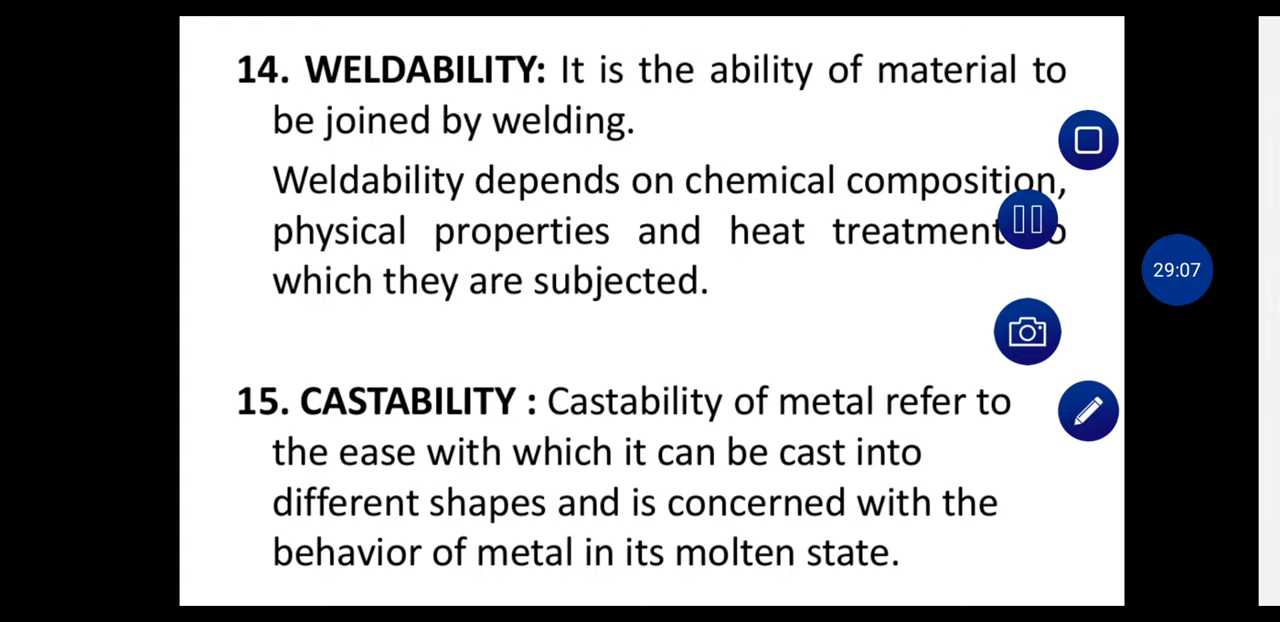 14. WELDABILITY: It is the ability of material to
be joined by welding.
Weldability depends on chemical composition,
physical properties and heat treatment
29:07
which they are subjected.
15. CASTABILITY : Castability of metal refer to
the ease with which it can be cast into
different shapes and is concerned with the
behavior of metal in its molten state.